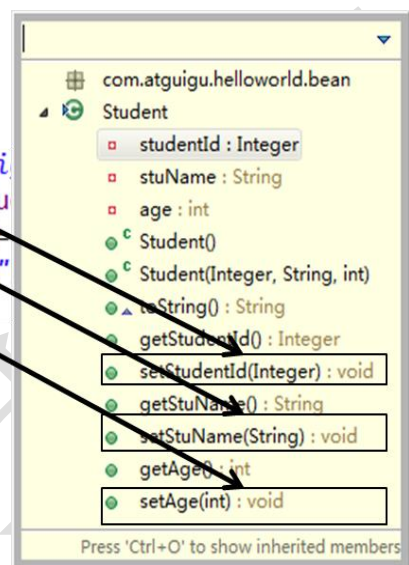 com.atguigu.helloworld.bean
Student
studentId : Integer
stuName : String
age : int
Student()
Student(Integer, String, int)
toString() : String
getStudentId() : Integer
setStudentId(Integer) : void
getStuName() : String
setStuName(String) : void
getAge() : int
setAge(int) : void
Press 'Ctrl+O' to show inherited members